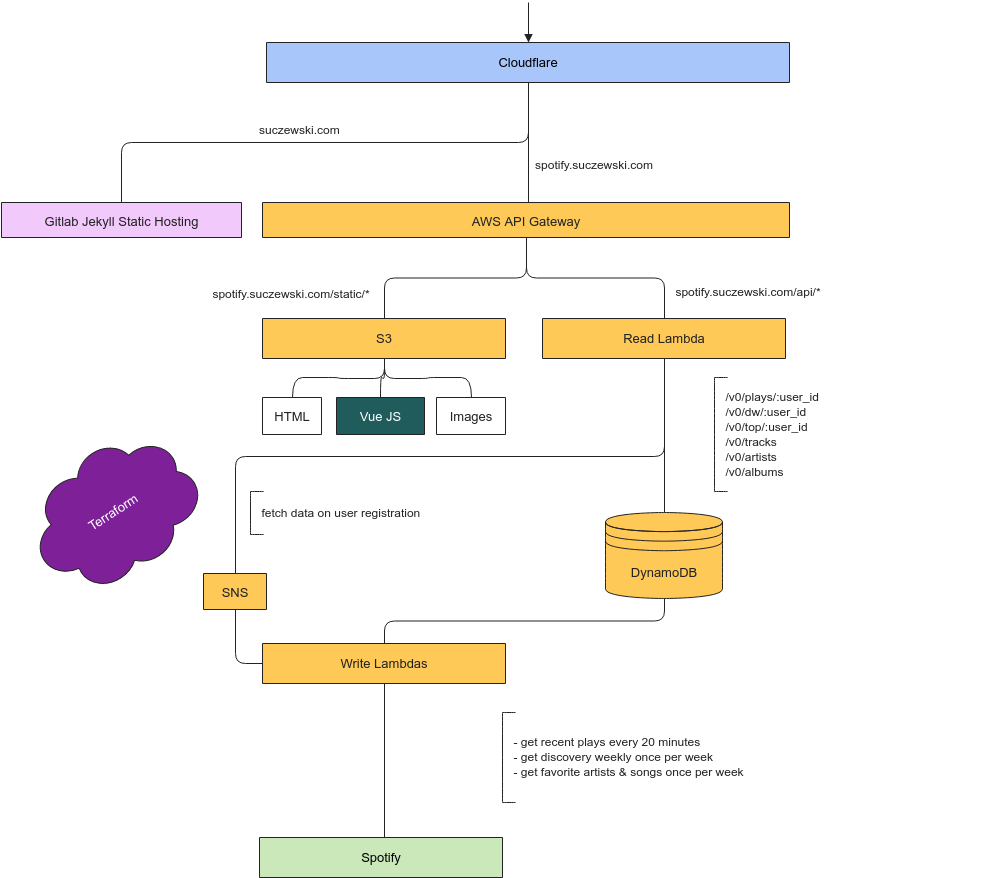 Cloudflare
suczewski.com
spotify.suczewski.com
Gitlab Jekyll Static Hosting
AWS API Gateway
spotify.suczewski.com/static/*
spotify.suczewski.com/api/*
S3
Read Lambda
HTML
Vue JS
Images
/v0/plays/:user_id
/v0/dw/:user_id
/v0/top/:user_id
/v0/tracks
/v0/artists
/v0/albums
Terraform
fetch data on user registration
DynamoDB
SNS
Write Lambdas
- get recent plays every 20 minutes
- get discovery weekly once per week
- get favorite artists & songs once per week
Spotify